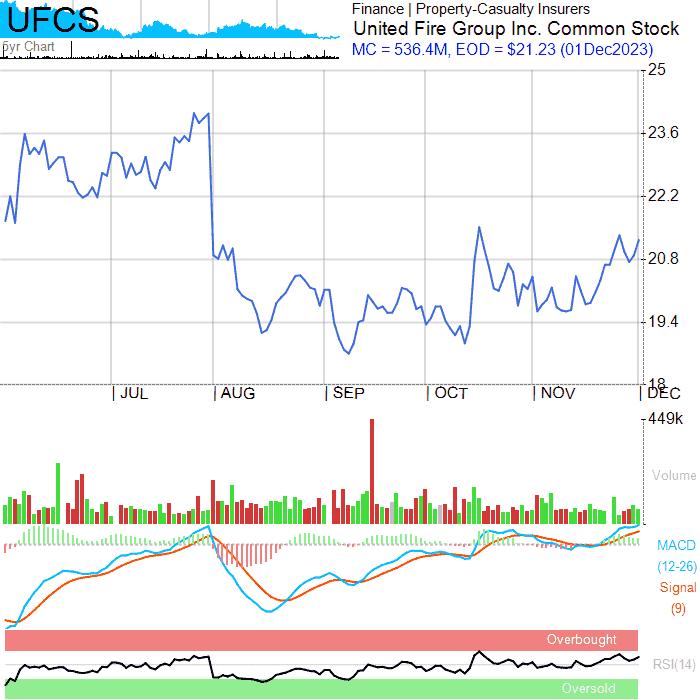 UFCS
5yr Chart
Finance | Property-Casualty Insurers
United Fire Group Inc. Common Stock
MC = 536.4M, EOD = $21.23 (01Dec2023)
25
23.6
22.2
20.8
19.4
18
| JUL | AUG | SEP | OCT | NOV | DEC
449k
Volume
MACD
(12-26)
Signal
(9)
Overbought
RSI(14)
Oversold